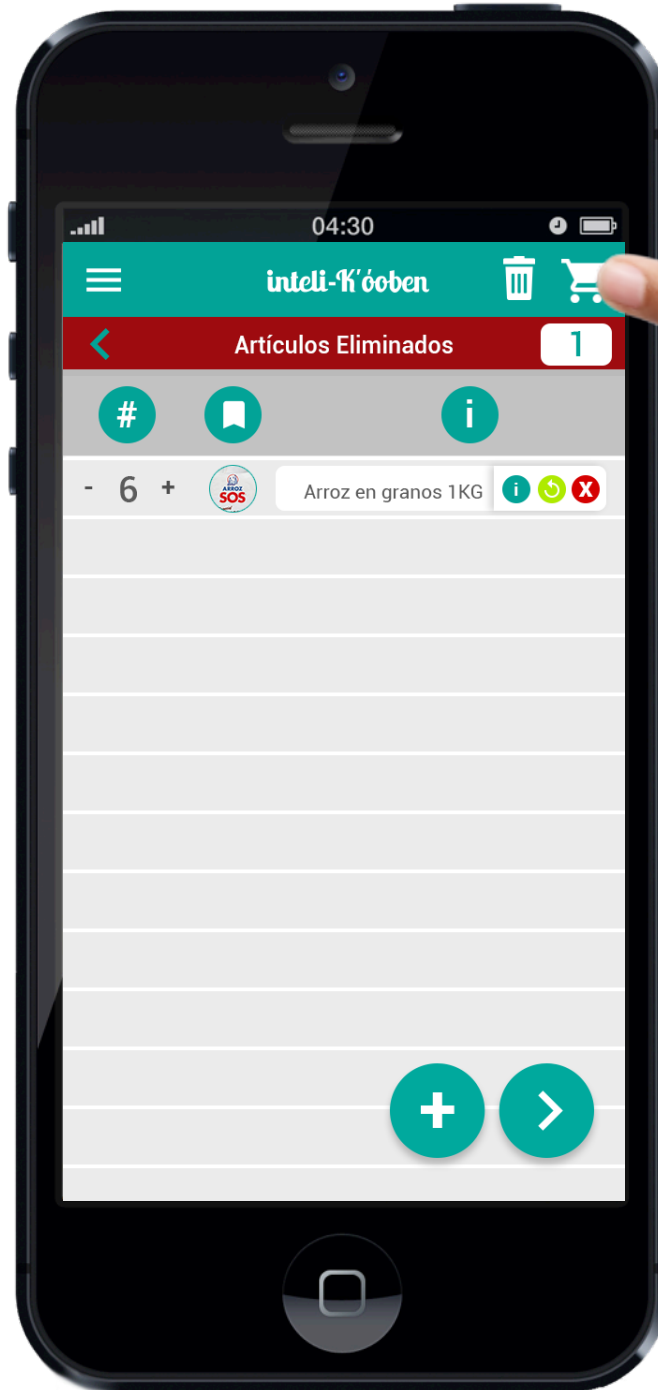 04:30
inteli-K'óoben
Artículos Eliminados 1
# i
- 6 + ARROZ SOS Arroz en granos 1KG i X